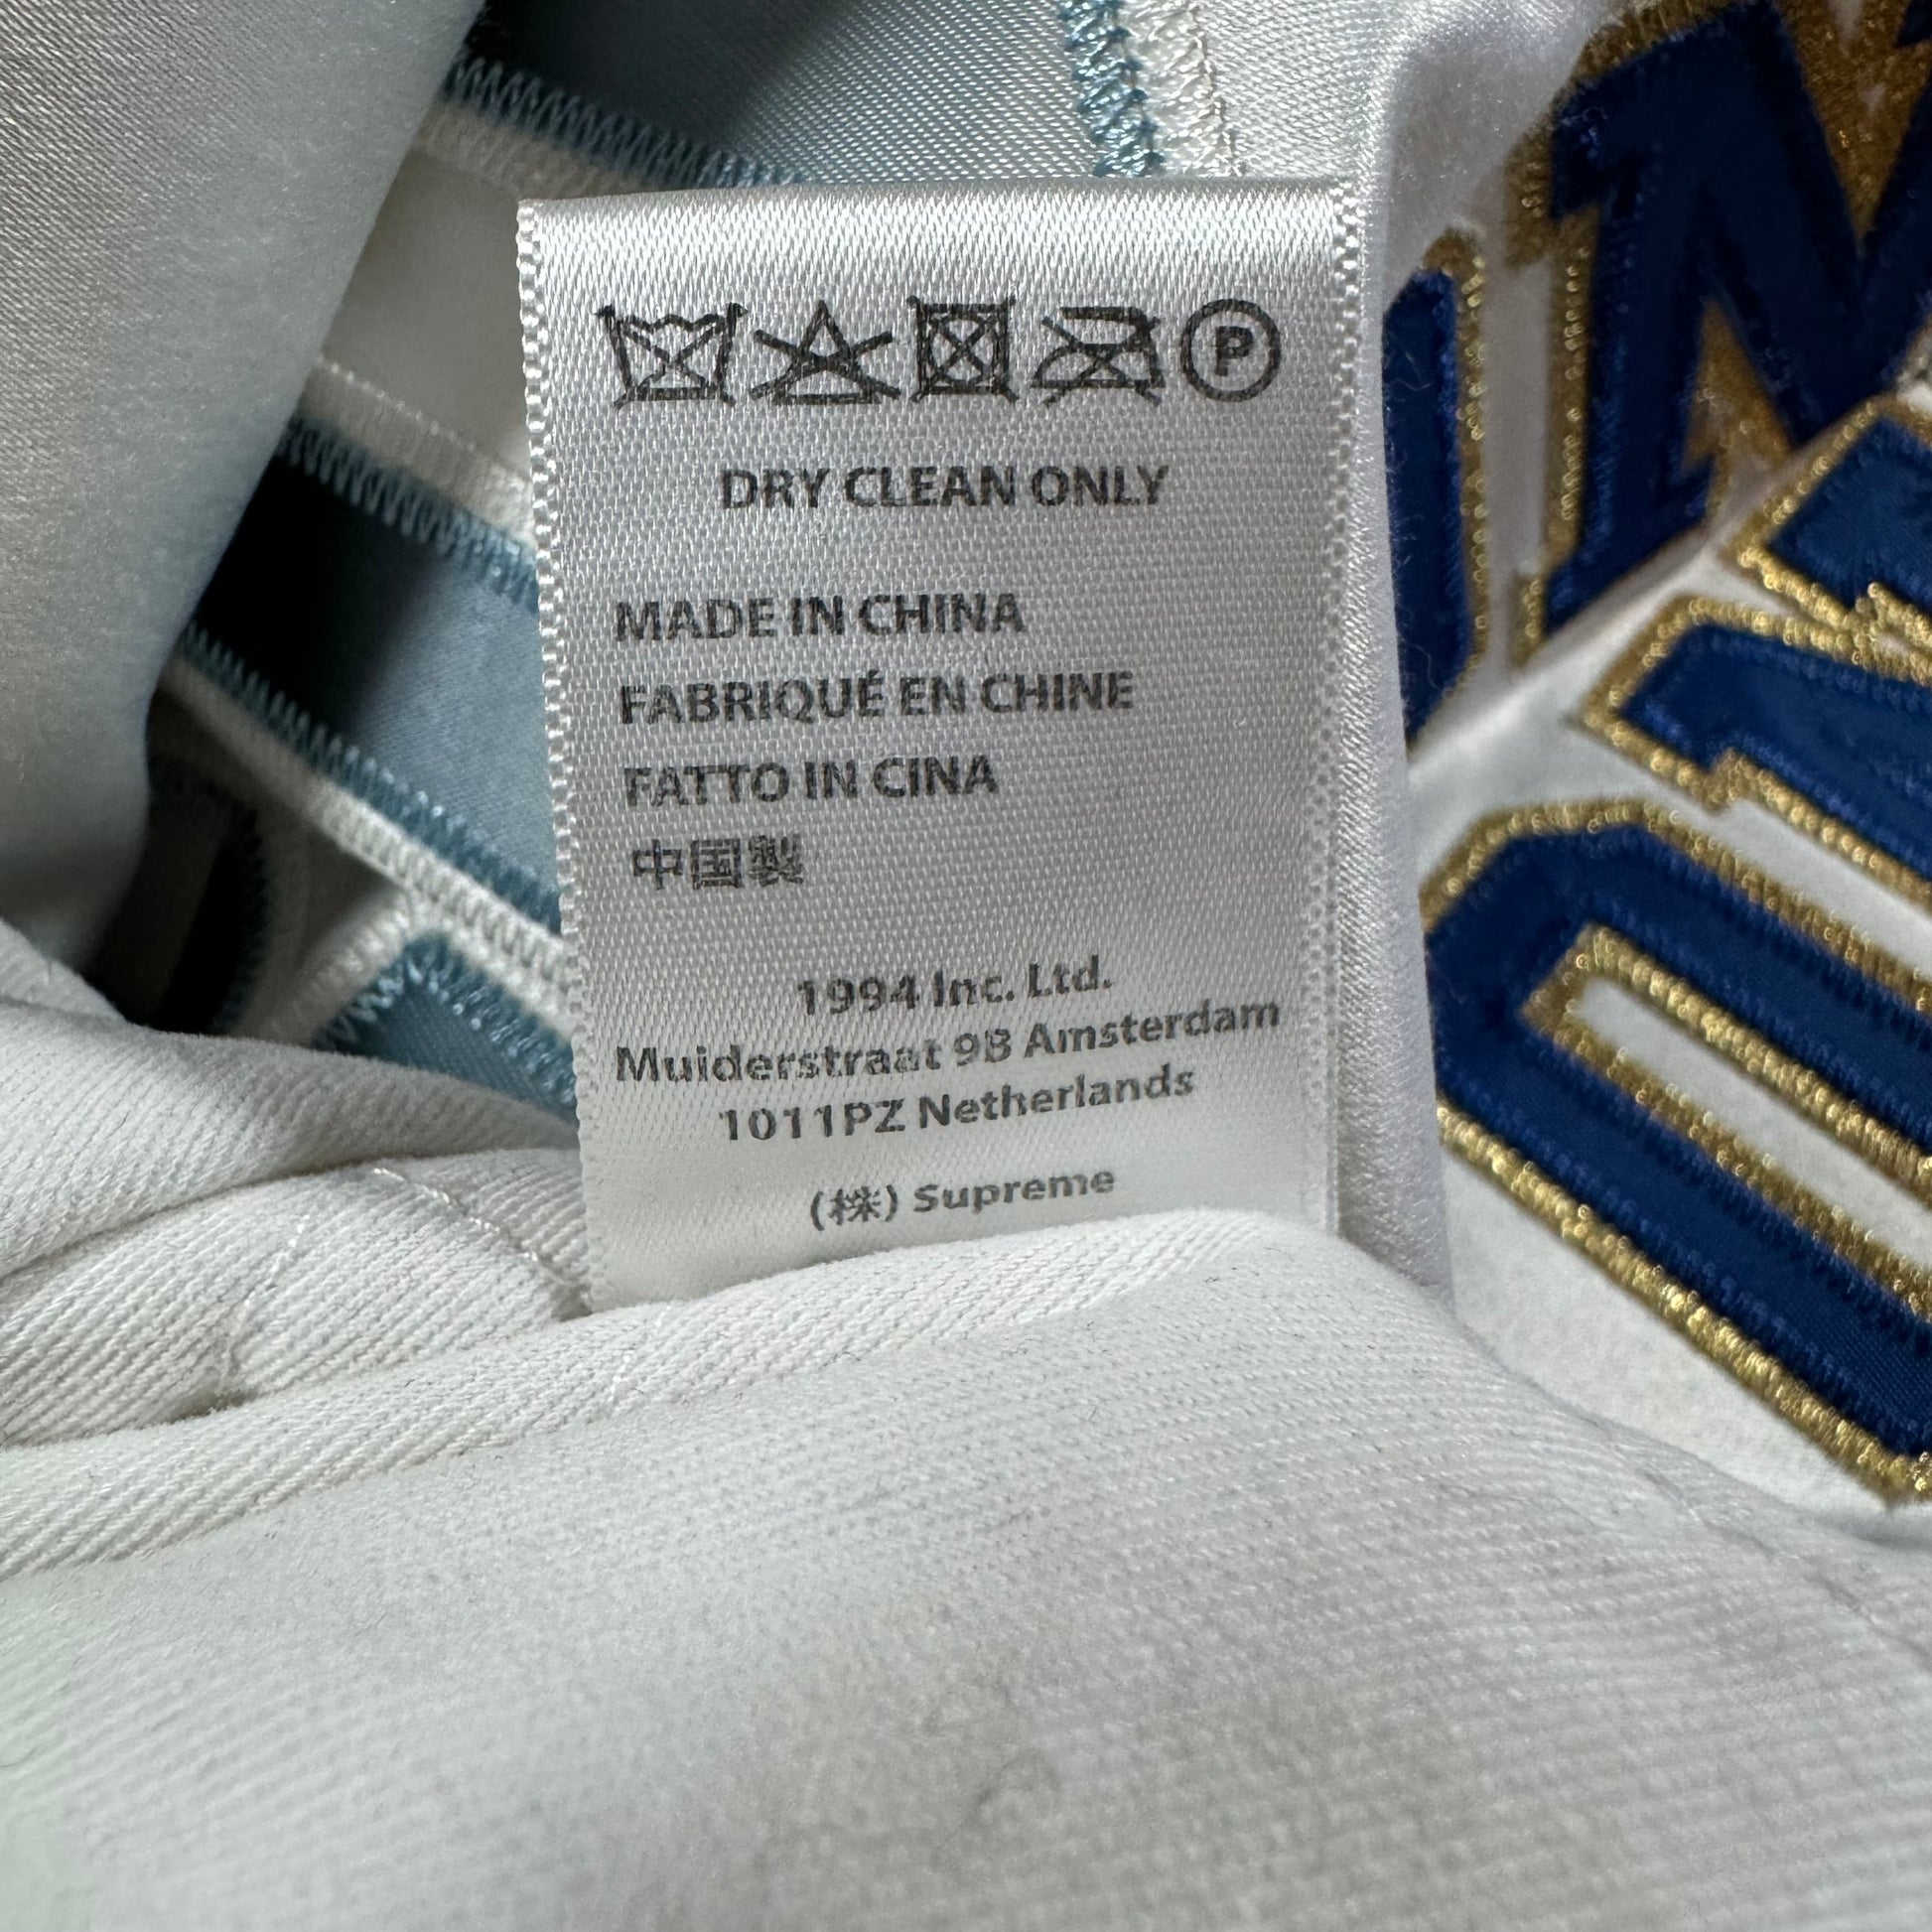 P
DRY CLEAN ONLY
MADE IN CHINA
FABRIQUÉ EN CHINE
FATTO IN CINA
中国製
1994 Inc. Ltd.
Muiderstraat 9B Amsterdam
1011PZ Netherlands
(株) Supreme